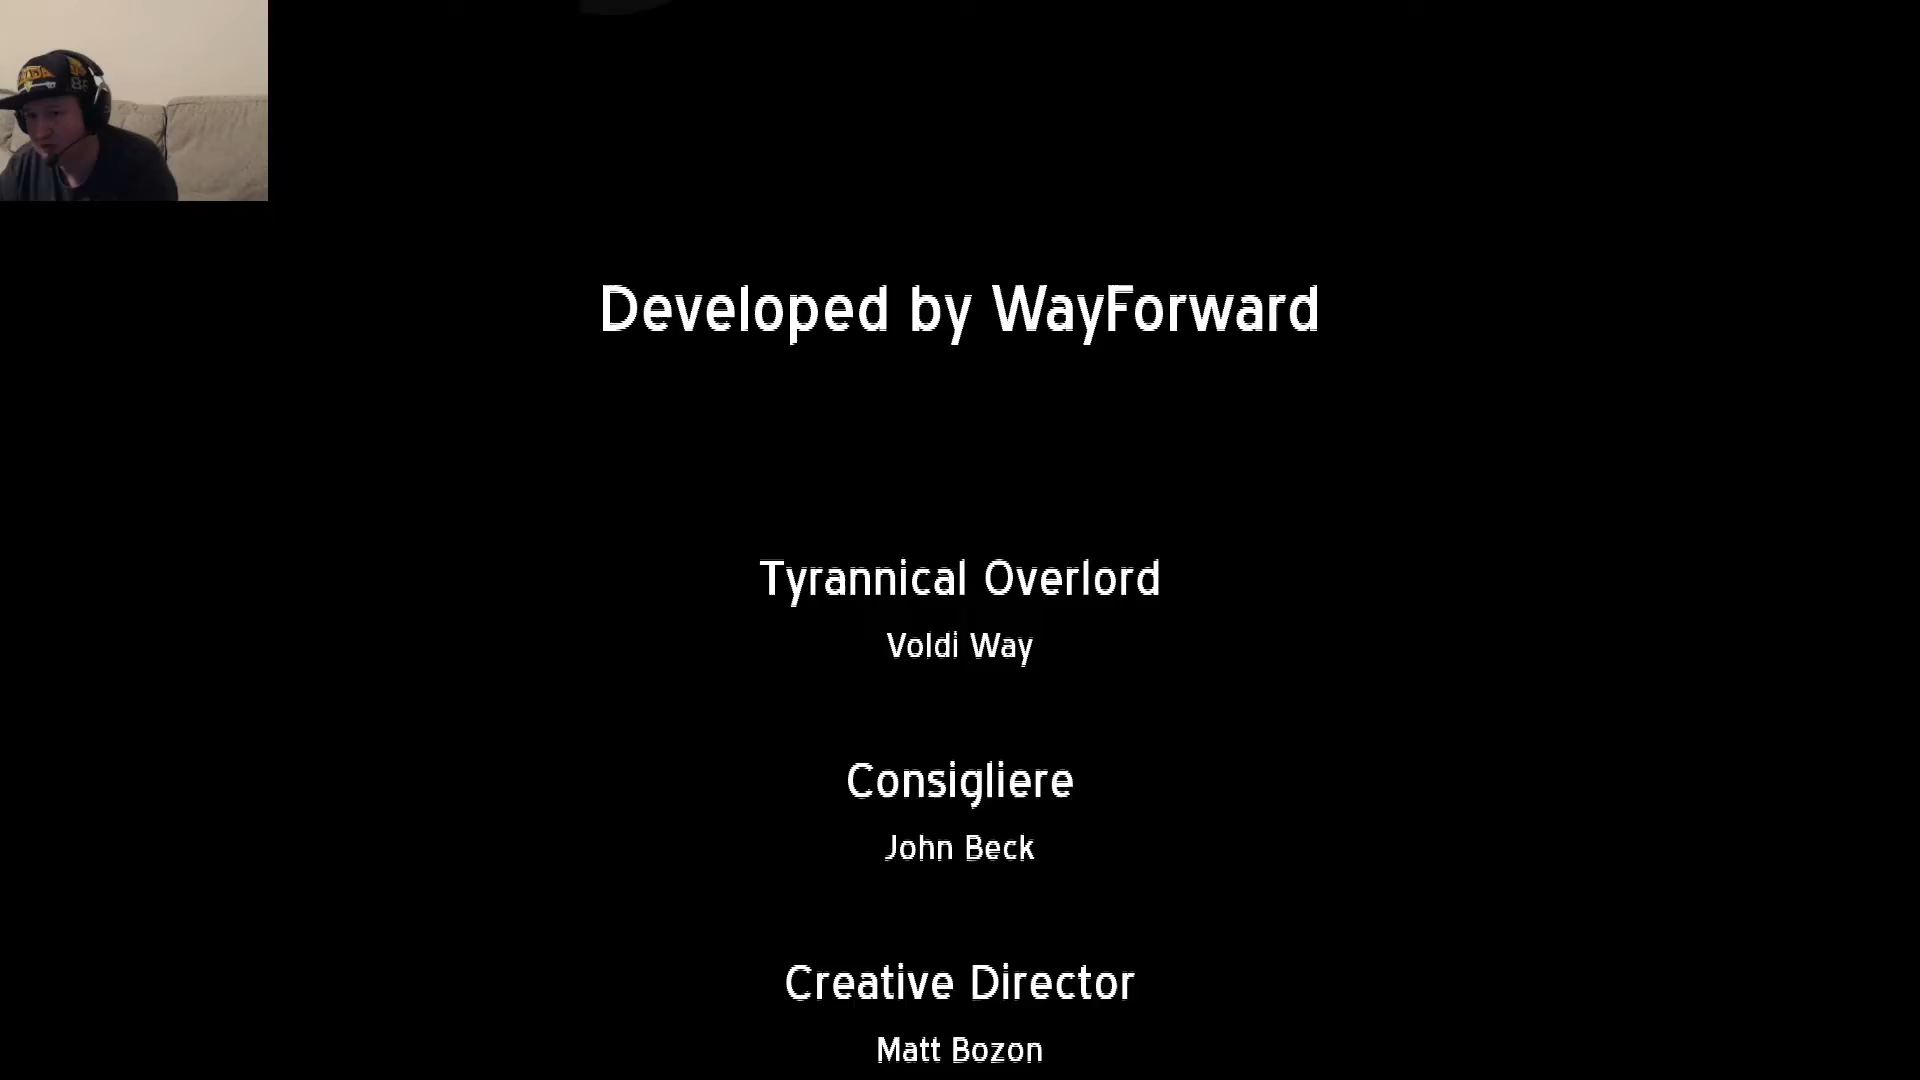 Developed by WayForward
Tyrannical Overlord
Voldi Way
Consigliere
John Beck
Creative Director
Matt Bozon